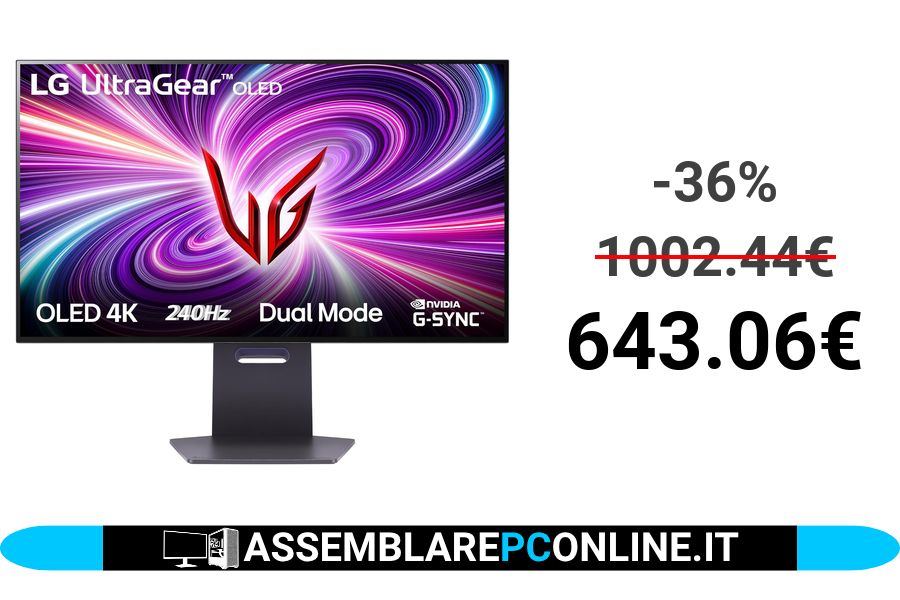 LG UltraGear™ OLED
OLED 4K 240Hz Dual Mode NVIDIA G-SYNC
-36%
1002.44€
643.06€
ASSEMBLAREPCONLINE.IT